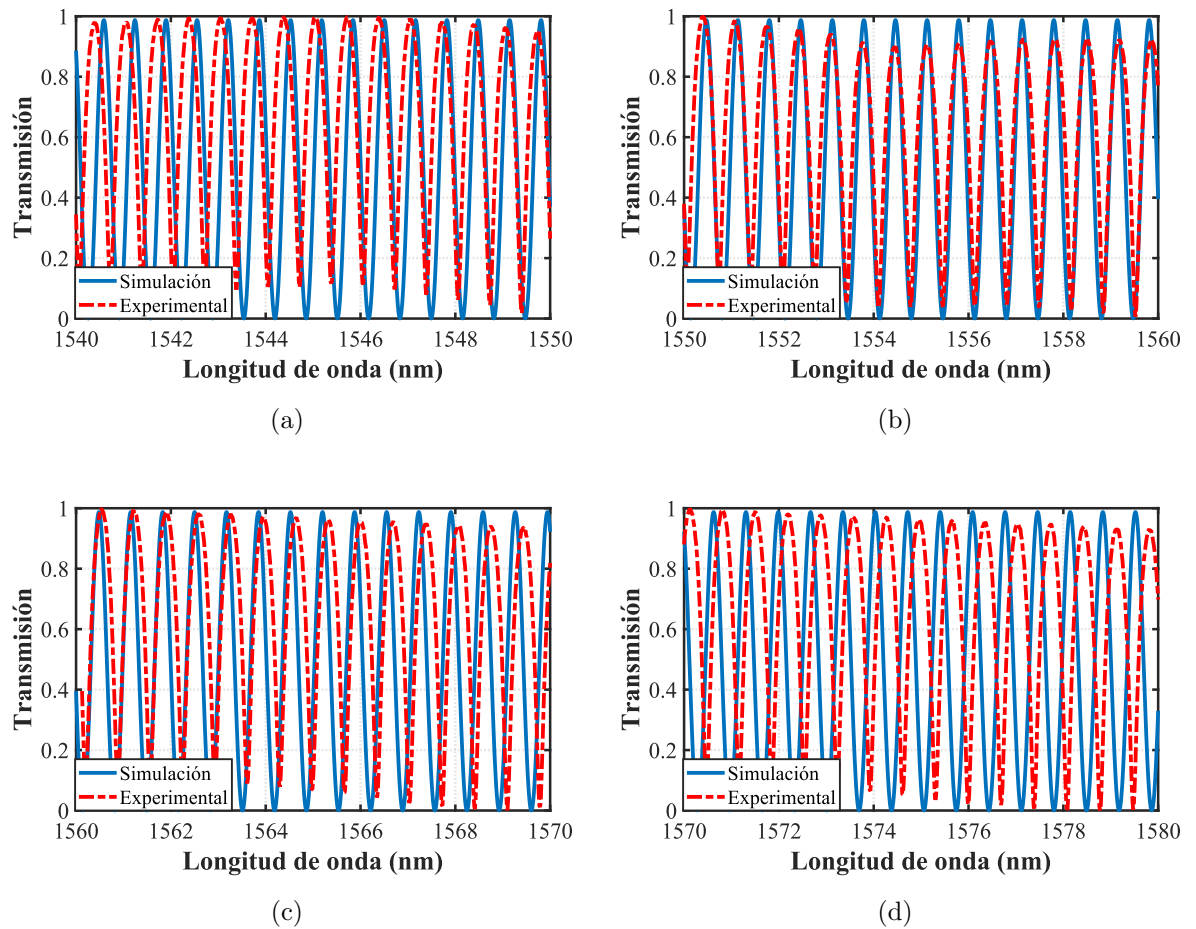 1
0.8
0.6
0.4
0.2
0
Transmisión
Simulación
Experimental
1540 1542 1544 1546 1548 1550
Longitud de onda (nm)
(a)
1
0.8
0.6
0.4
0.2
0
Transmisión
Simulación
Experimental
1550 1552 1554 1556 1558 1560
Longitud de onda (nm)
(b)
1
0.8
0.6
0.4
0.2
0
Transmisión
Simulación
Experimental
1560 1562 1564 1566 1568 1570
Longitud de onda (nm)
(c)
1
0.8
0.6
0.4
0.2
0
Transmisión
Simulación
Experimental
1570 1572 1574 1576 1578 1580
Longitud de onda (nm)
(d)